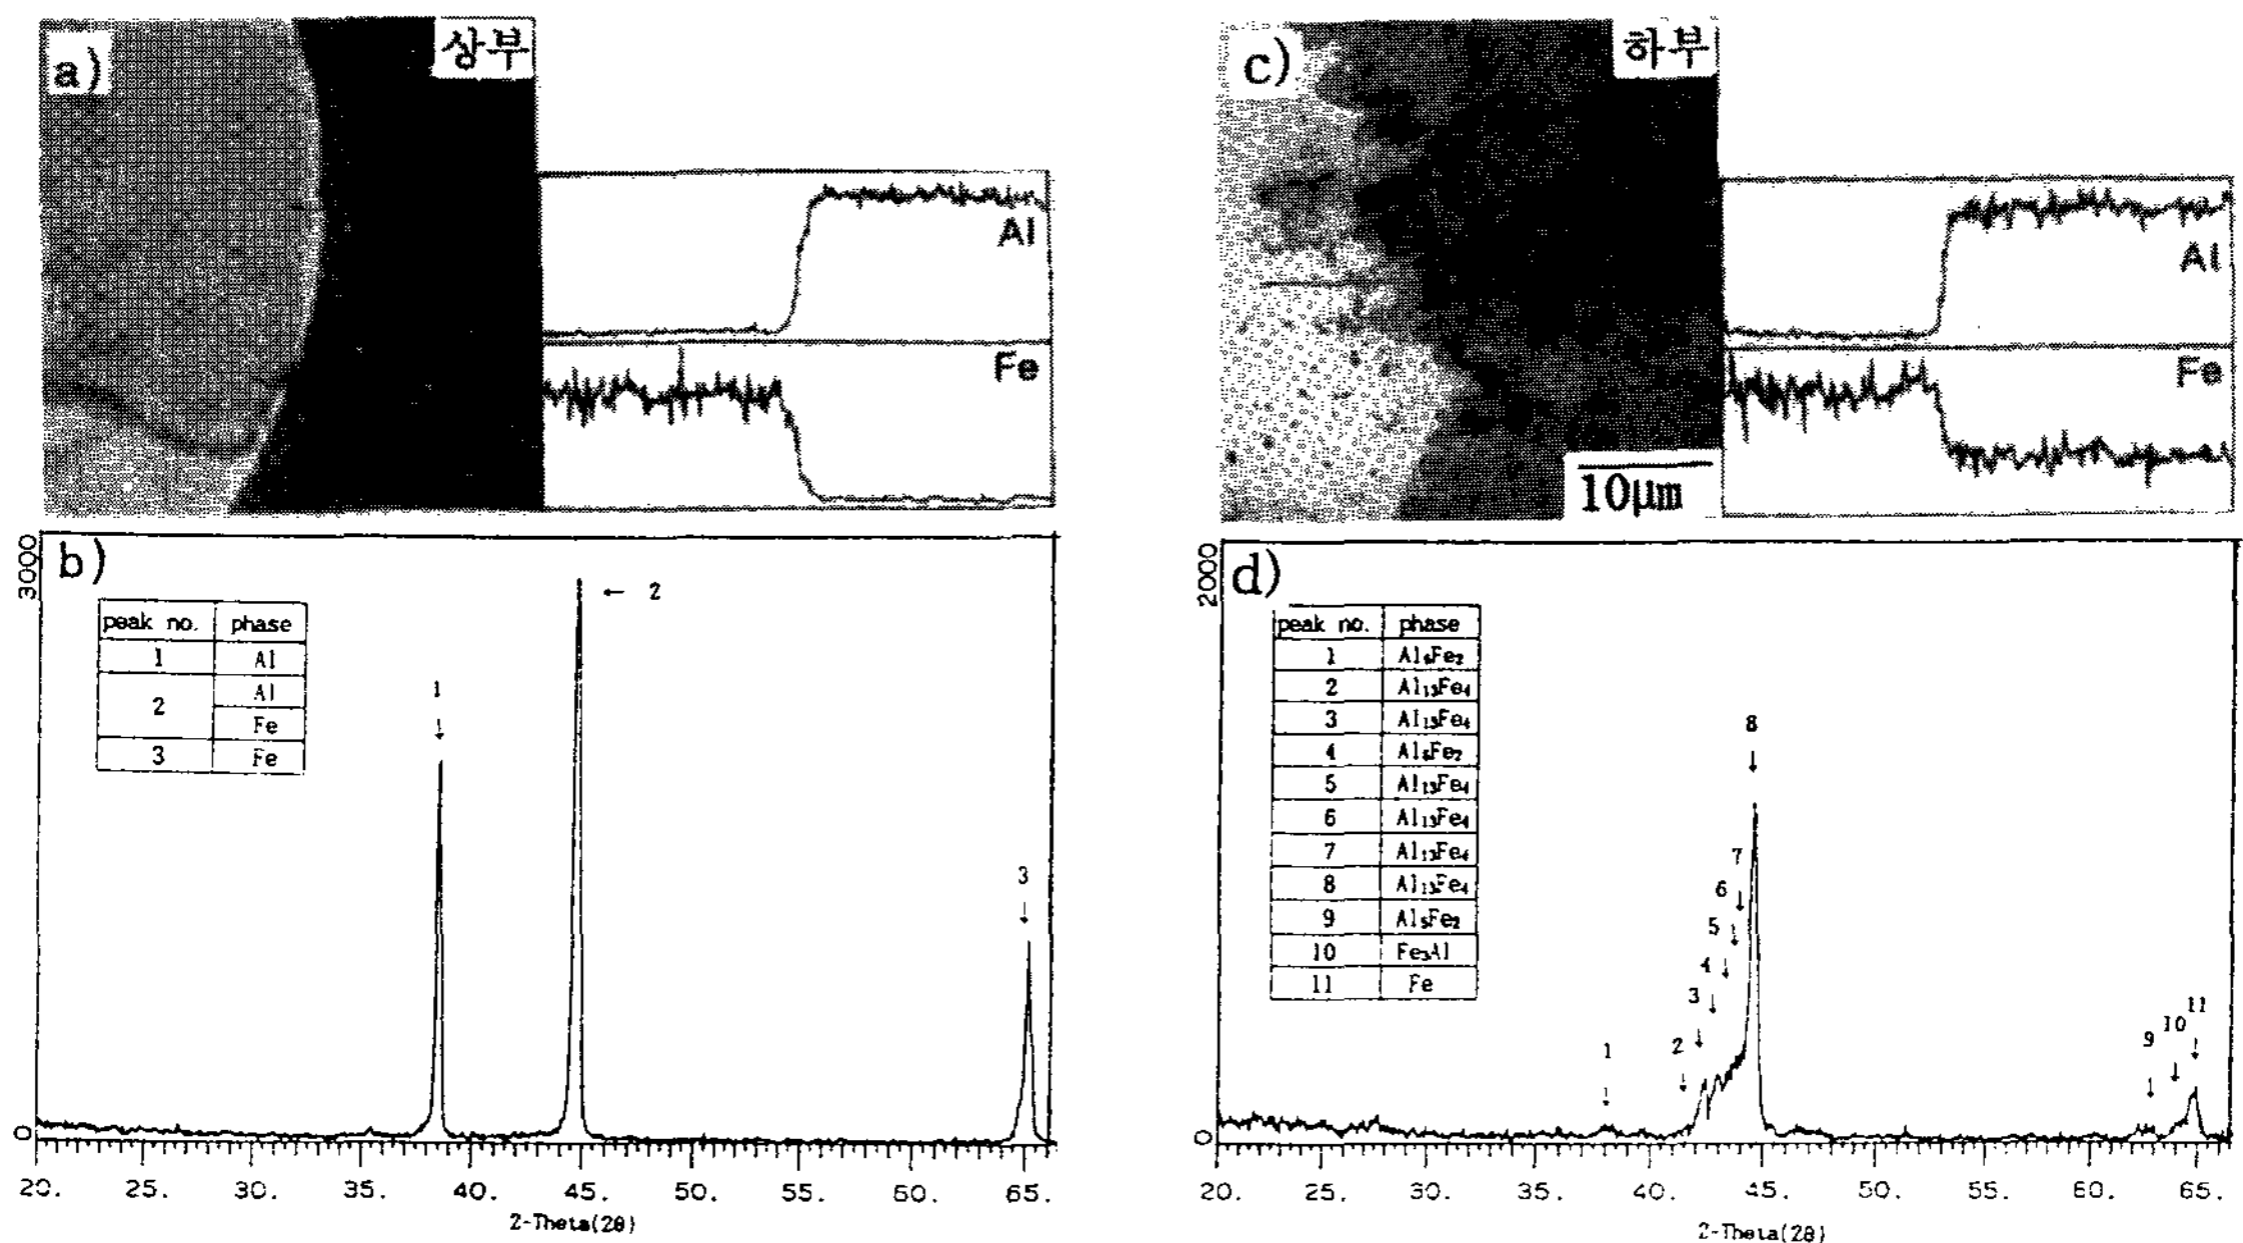 a)
상부
Al
Fe
c)
하부
Al
Fe
10μm
b)
3000
0
peak no. phase
1 Al
2 Al
Fe
3 Fe
1
← 2
3
20. 25. 30. 35. 40. 45. 50. 55. 60. 65.
2-Theta(2θ)
d)
2000
0
peak no. phase
1 Al₅Fe₂
2 Al₁₃Fe₄
3 Al₁₃Fe₄
4 Al₅Fe₂
5 Al₁₃Fe₄
6 Al₁₃Fe₄
7 Al₁₃Fe₄
8 Al₁₃Fe₄
9 Al₅Fe₂
10 Fe₃Al
11 Fe
1
2
3
4
5
6
7
8
9
10
11
20. 25. 30. 35. 40. 45. 50. 55. 60. 65.
2-Theta(2θ)